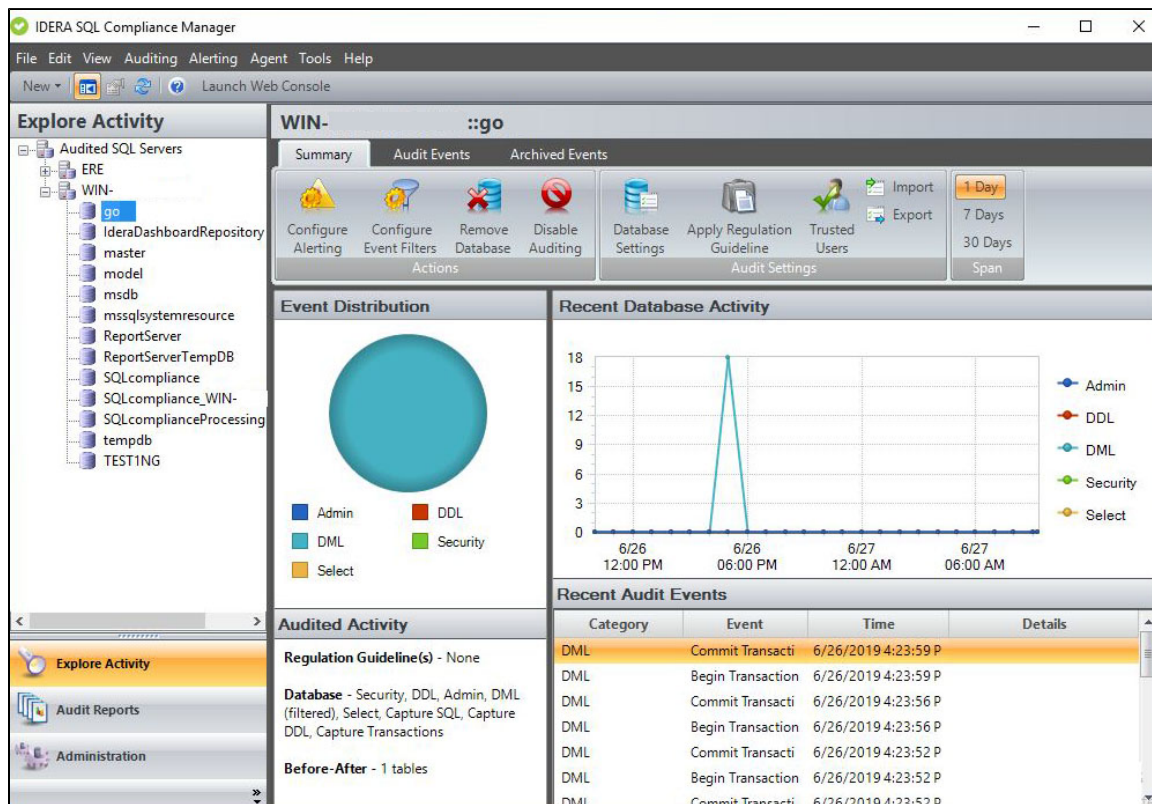 IDERA SQL Compliance Manager
File Edit View Auditing Alerting Agent Tools Help
New Launch Web Console
Explore Activity
Audited SQL Servers
ERE
WIN-
go
IderaDashboardRepository
master
model
msdb
mssqlsystemresource
ReportServer
ReportServerTempDB
SQLcompliance
SQLcompliance_WIN-
SQLcomplianceProcessing
tempdb
TEST1NG
Explore Activity
Audit Reports
Administration
WIN- ::go
Summary Audit Events Archived Events
Configure Alerting
Configure Event Filters
Remove Database
Disable Auditing
Actions
Database Settings
Apply Regulation Guideline
Trusted Users
Import
Export
Audit Settings
1 Day
7 Days
30 Days
Span
Event Distribution
Admin DDL
DML Security
Select
Recent Database Activity
18
15
12
9
6
3
0
6/26 6/26 6/27 6/27
12:00 PM 06:00 PM 12:00 AM 06:00 AM
Admin
DDL
DML
Security
Select
Audited Activity
Regulation Guideline(s) - None
Database - Security, DDL, Admin, DML
(filtered), Select, Capture SQL, Capture
DDL, Capture Transactions
Before-After - 1 tables
Recent Audit Events
Category Event Time Details
DML Commit Transacti 6/26/2019 4:23:59 P
DML Begin Transaction 6/26/2019 4:23:59 P
DML Commit Transacti 6/26/2019 4:23:56 P
DML Begin Transaction 6/26/2019 4:23:56 P
DML Commit Transacti 6/26/2019 4:23:52 P
DML Begin Transaction 6/26/2019 4:23:52 P
DML Commit Transacti 6/26/2019 4:23:50 P